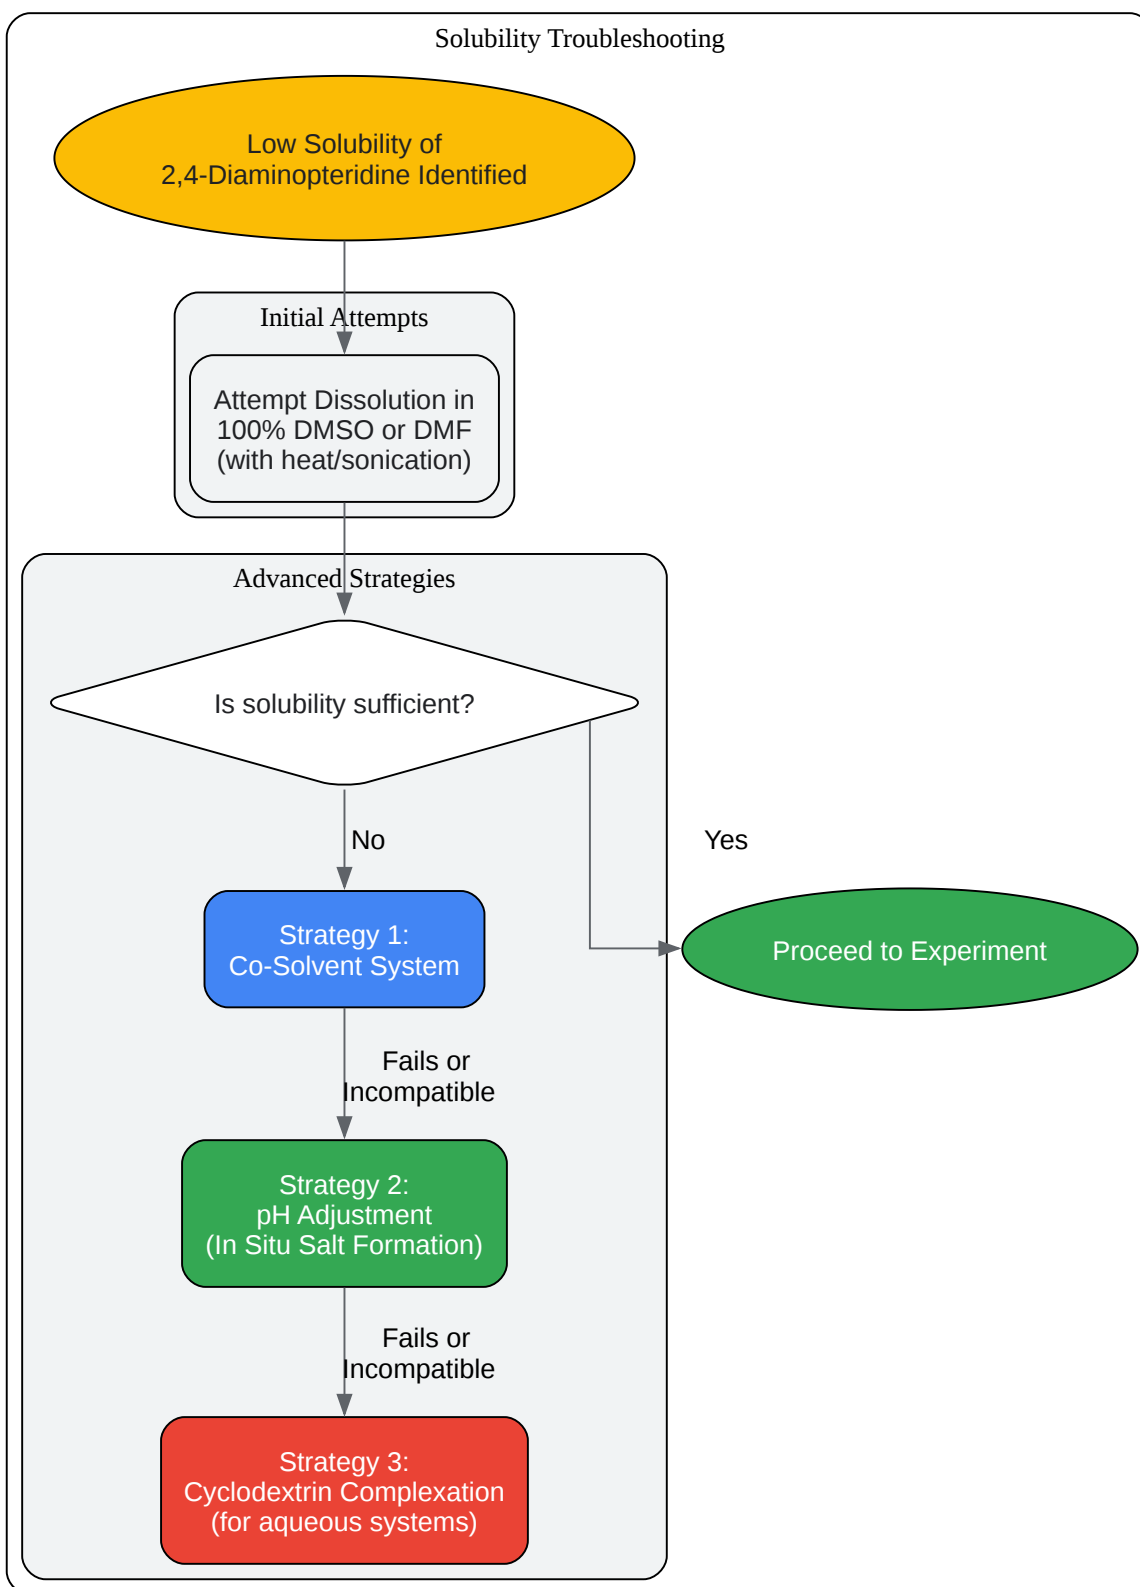 Solubility Troubleshooting
Low Solubility of
2,4-Diaminopteridine Identified
Initial Attempts
Attempt Dissolution in
100% DMSO or DMF
(with heat/sonication)
Advanced Strategies
Is solubility sufficient?
No
Yes
Strategy 1:
Co-Solvent System
Proceed to Experiment
Fails or
Incompatible
Strategy 2:
pH Adjustment
(In Situ Salt Formation)
Fails or
Incompatible
Strategy 3:
Cyclodextrin Complexation
(for aqueous systems)